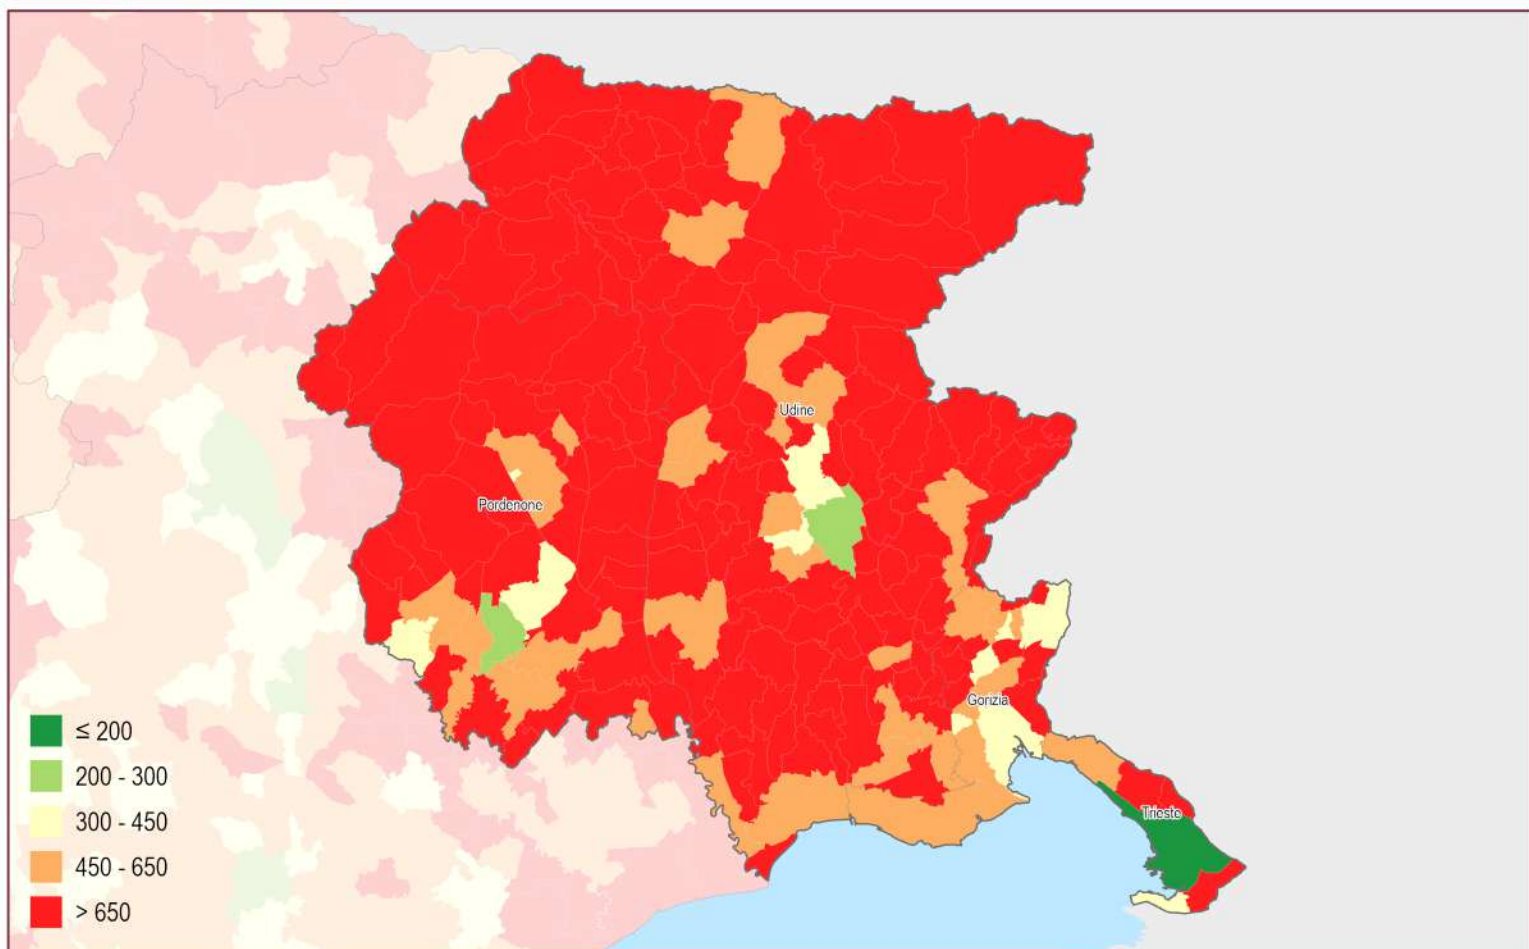 Udine
Pordenone
Gorizia
Trieste
≤ 200
200 - 300
300 - 450
450 - 650
> 650